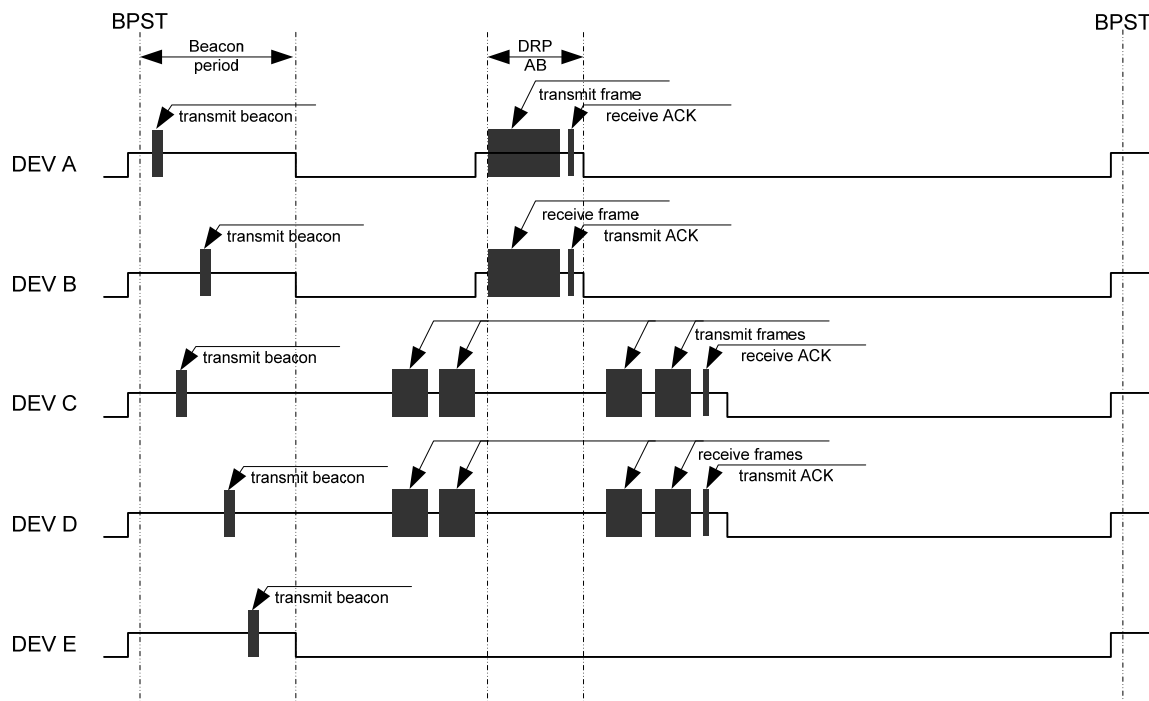 BPST
BPST
Beacon
period
DRP
AB
transmit frame
transmit beacon
receive ACK
DEV A
receive frame
transmit beacon
transmit ACK
DEV B
transmit frames
transmit beacon
receive ACK
DEV C
receive frames
transmit beacon
transmit ACK
DEV D
transmit beacon
DEV E